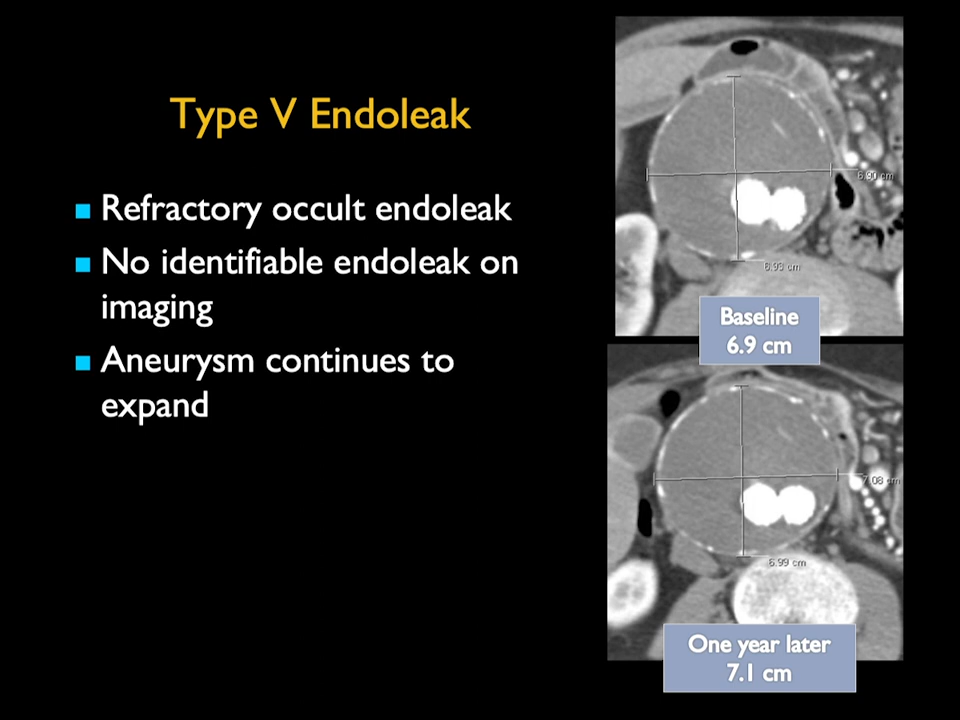 Type V Endoleak
Refractory occult endoleak
No identifiable endoleak on
imaging
Aneurysm continues to
expand
6.90 cm
6.93 cm
Baseline
6.9 cm
7.08 cm
6.99 cm
One year later
7.1 cm